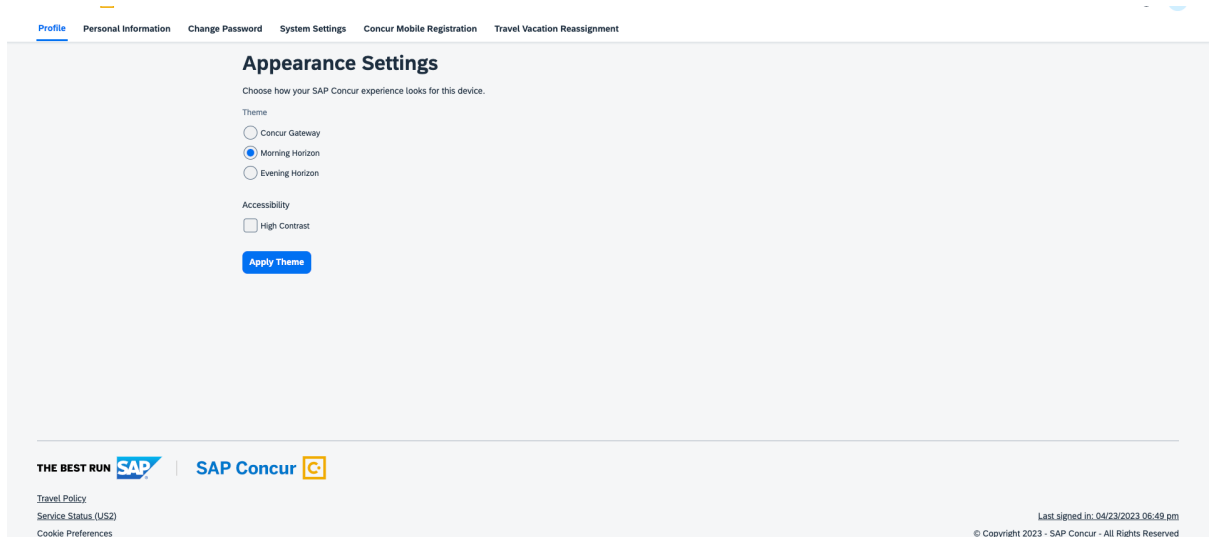 Profile Personal Information Change Password System Settings Concur Mobile Registration Travel Vacation Reassignment
Appearance Settings
Choose how your SAP Concur experience looks for this device.
Theme
Concur Gateway
Morning Horizon
Evening Horizon
Accessibility
High Contrast
Apply Theme
THE BEST RUN SAP SAP Concur C
Travel Policy
Service Status (US2) Last signed in: 04/23/2023 06:49 pm
Cookie Preferences © Copyright 2023 - SAP Concur - All Rights Reserved